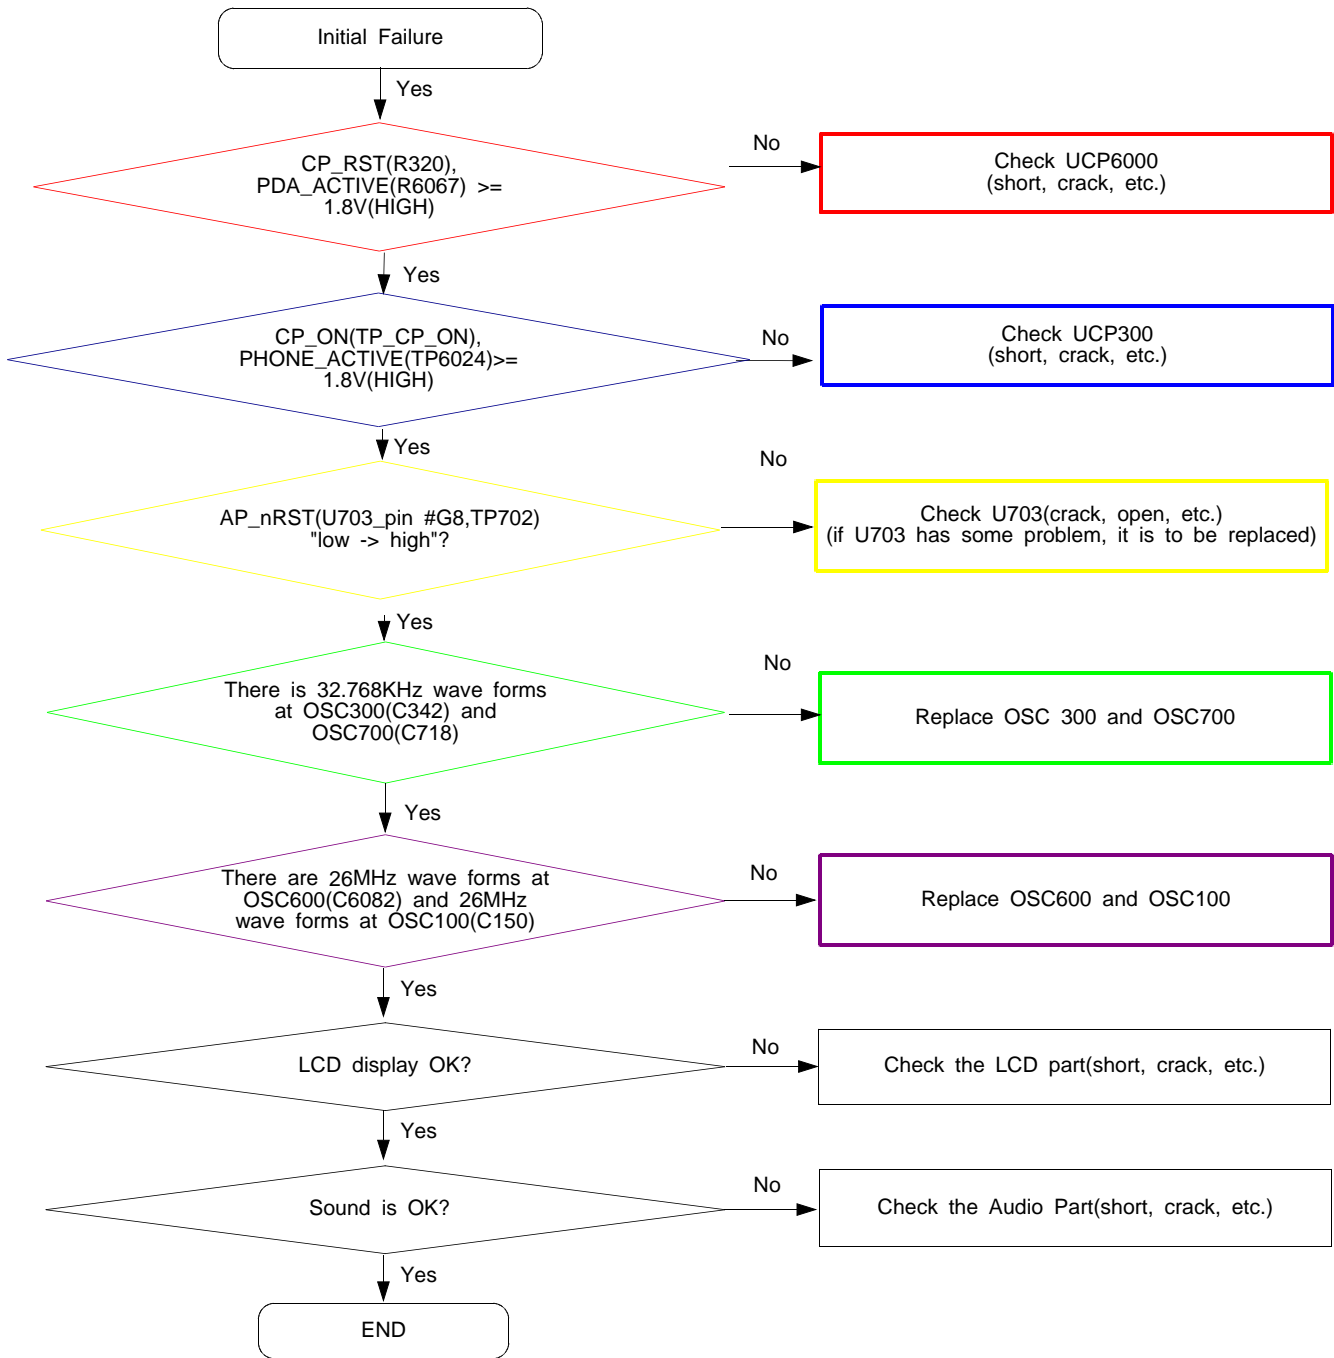 Initial Failure
Yes
CP_RST(R320),
PDA_ACTIVE(R6067) >=
1.8V(HIGH)
No
Check UCP6000
(short, crack, etc.)
Yes
CP_ON(TP_CP_ON),
PHONE_ACTIVE(TP6024)>=
1.8V(HIGH)
No
Check UCP300
(short, crack, etc.)
Yes
AP_nRST(U703_pin #G8,TP702)
"low -> high"?
No
Check U703(crack, open, etc.)
(if U703 has some problem, it is to be replaced)
Yes
There is 32.768KHz wave forms
at OSC300(C342) and
OSC700(C718)
No
Replace OSC 300 and OSC700
Yes
There are 26MHz wave forms at
OSC600(C6082) and 26MHz
wave forms at OSC100(C150)
No
Replace OSC600 and OSC100
Yes
LCD display OK?
No
Check the LCD part(short, crack, etc.)
Yes
Sound is OK?
No
Check the Audio Part(short, crack, etc.)
Yes
END